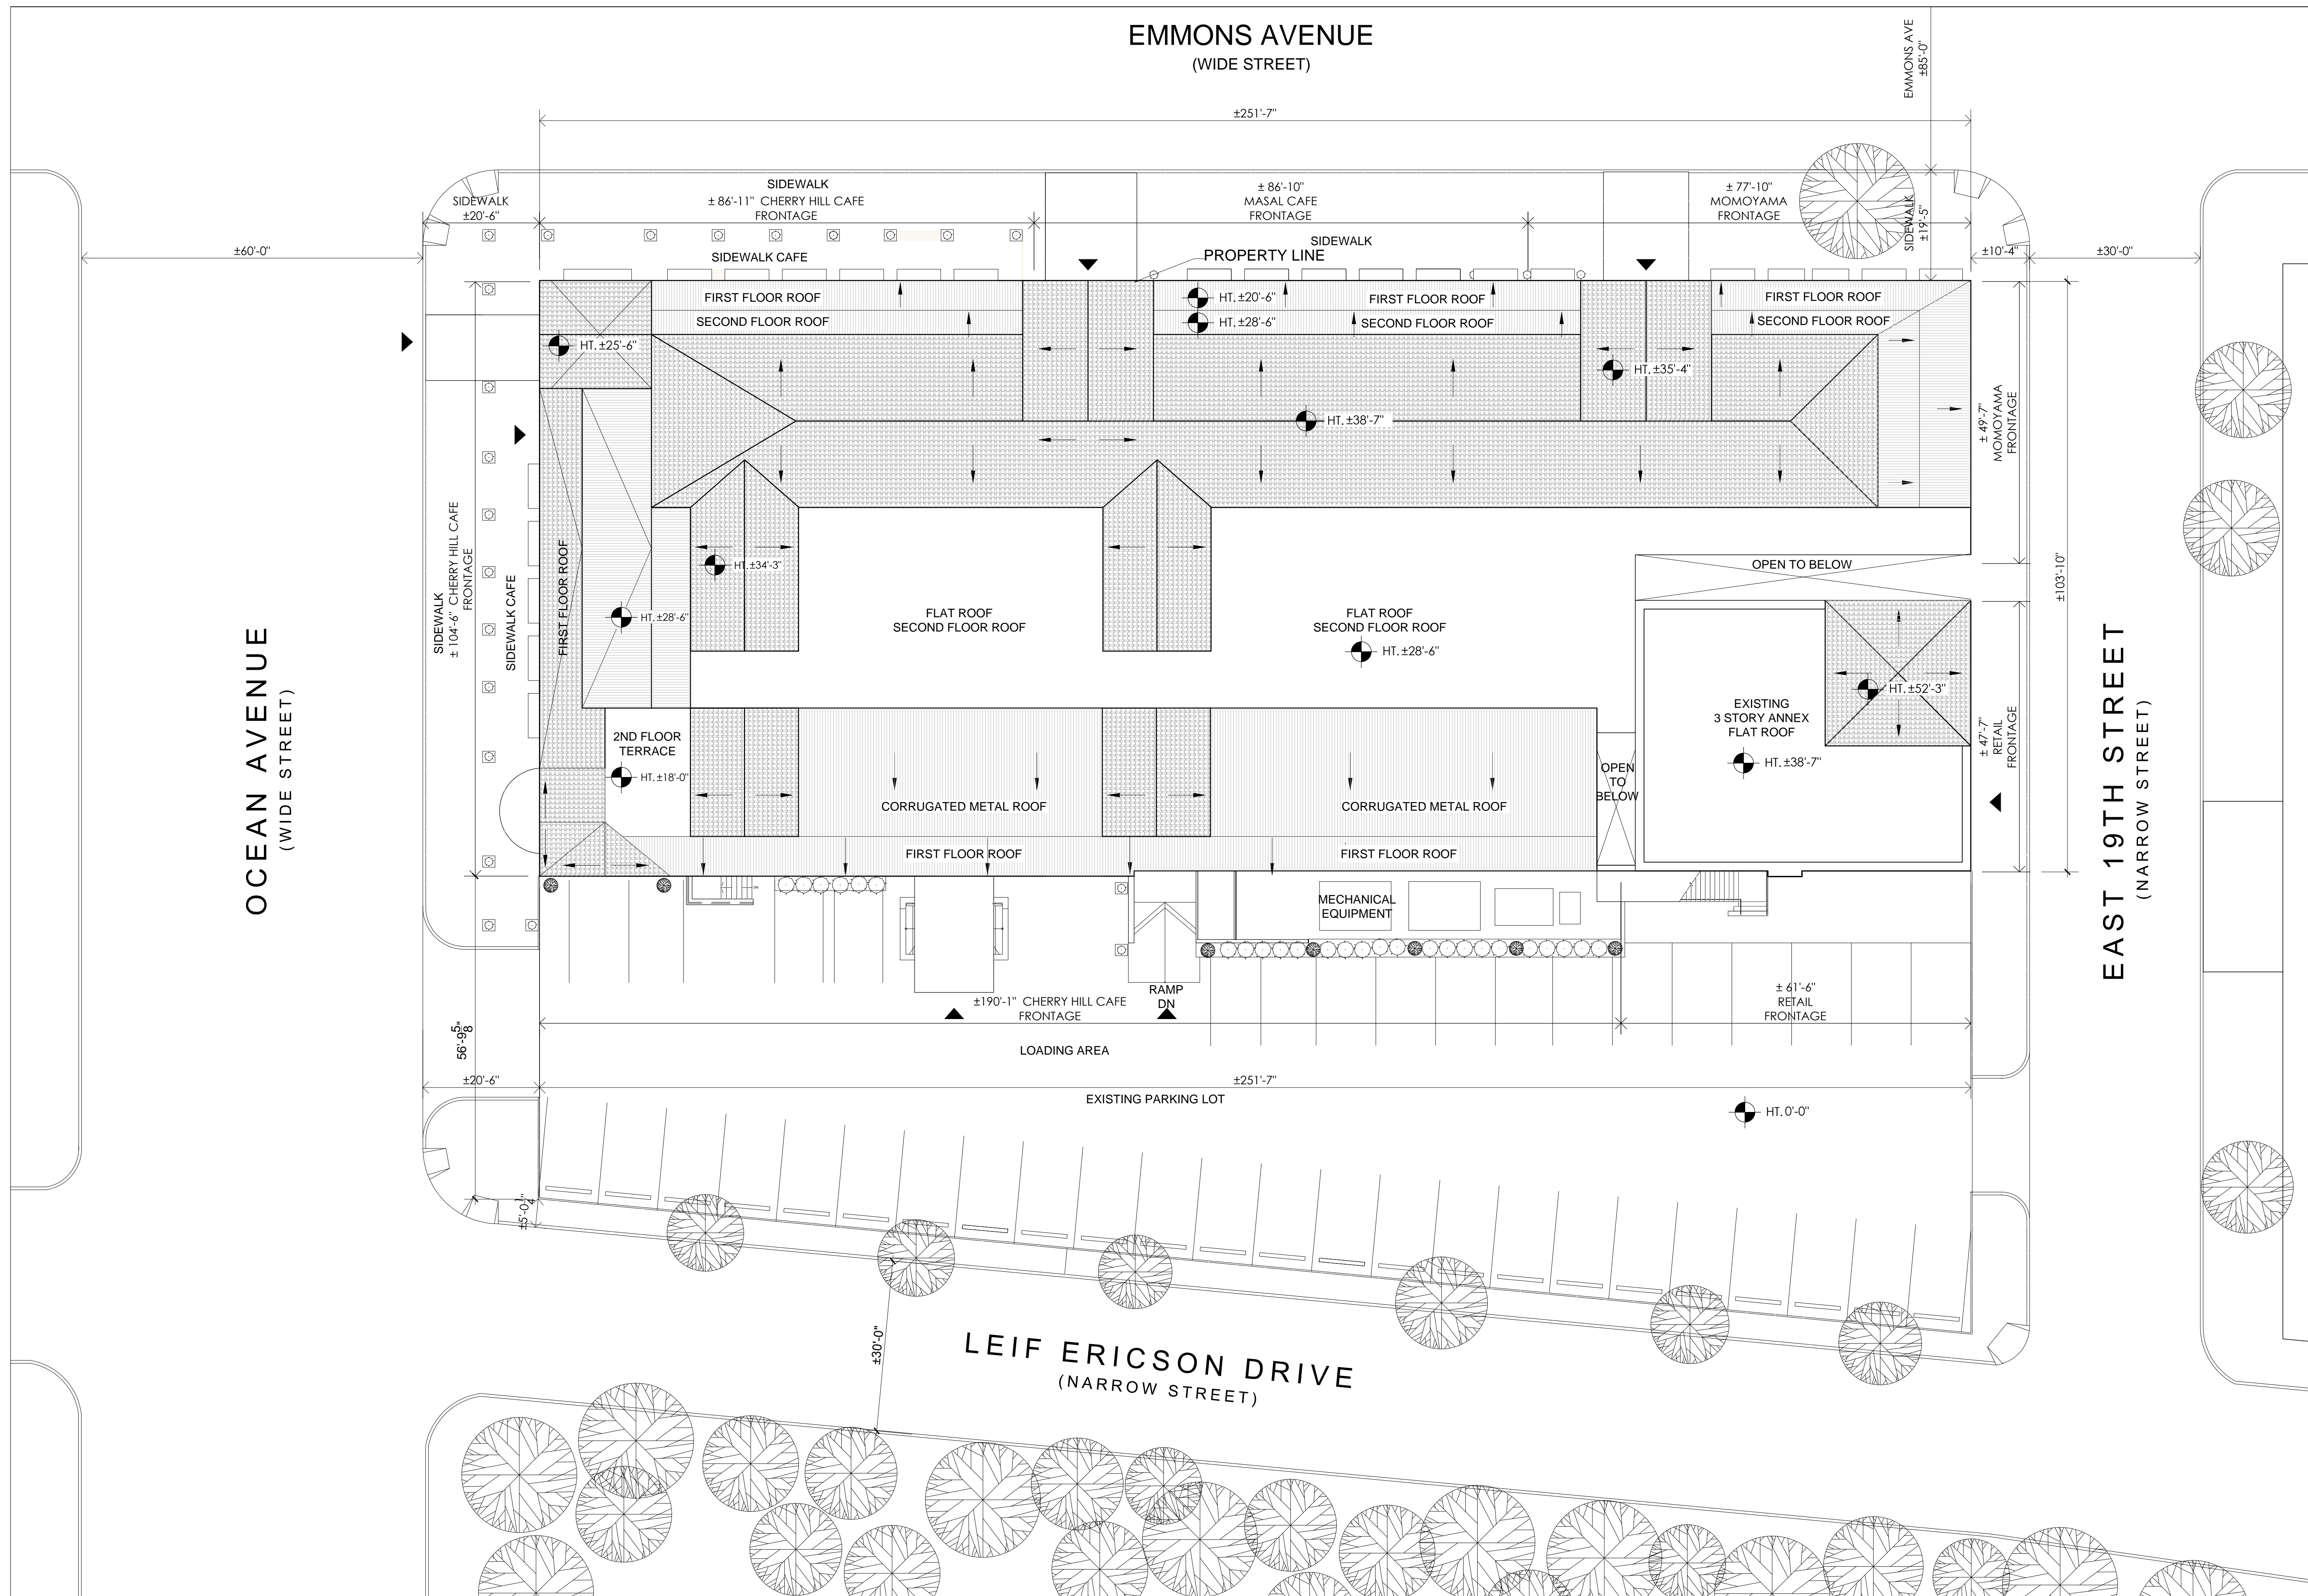 EMMONS AVENUE
(WIDE STREET)
EMMONS AVE
±85'-0"
±251'-7"
SIDEWALK
±20'-6"
SIDEWALK
± 86'-11" CHERRY HILL CAFE
FRONTAGE
± 86'-10"
MASAL CAFE
FRONTAGE
± 77'-10"
MOMOYAMA
FRONTAGE
SIDEWALK
±19'-5"
±60'-0"
SIDEWALK CAFE
SIDEWALK
PROPERTY LINE
±10'-4"
±30'-0"
FIRST FLOOR ROOF
SECOND FLOOR ROOF
HT. ±20'-6"
HT. ±28'-6"
FIRST FLOOR ROOF
SECOND FLOOR ROOF
FIRST FLOOR ROOF
SECOND FLOOR ROOF
HT. ±25'-6"
HT. ±35'-4"
HT. ±38'-7"
± 49'-7"
MOMOYAMA
FRONTAGE
SIDEWALK
± 104'-6" CHERRY HILL CAFE
FRONTAGE
SIDEWALK CAFE
FIRST FLOOR ROOF
HT. ±34'-3"
HT. ±28'-6"
FLAT ROOF
SECOND FLOOR ROOF
FLAT ROOF
SECOND FLOOR ROOF
HT. ±28'-6"
OPEN TO BELOW
±103'-10"
HT. ±52'-3"
EXISTING
3 STORY ANNEX
FLAT ROOF
HT. ±38'-7"
± 47'-7"
RETAIL
FRONTAGE
OCEAN AVENUE
(WIDE STREET)
EAST 19TH STREET
(NARROW STREET)
2ND FLOOR
TERRACE
HT. ±18'-0"
OPEN
TO
BELOW
CORRUGATED METAL ROOF
CORRUGATED METAL ROOF
FIRST FLOOR ROOF
FIRST FLOOR ROOF
DN
MECHANICAL
EQUIPMENT
RAMP
DN
±190'-1" CHERRY HILL CAFE
FRONTAGE
± 61'-6"
RETAIL
FRONTAGE
56'-9 5/8"
LOADING AREA
±20'-6"
±251'-7"
EXISTING PARKING LOT
HT. 0'-0"
±5'-0 1/4"
±30'-0"
LEIF ERICSON DRIVE
(NARROW STREET)